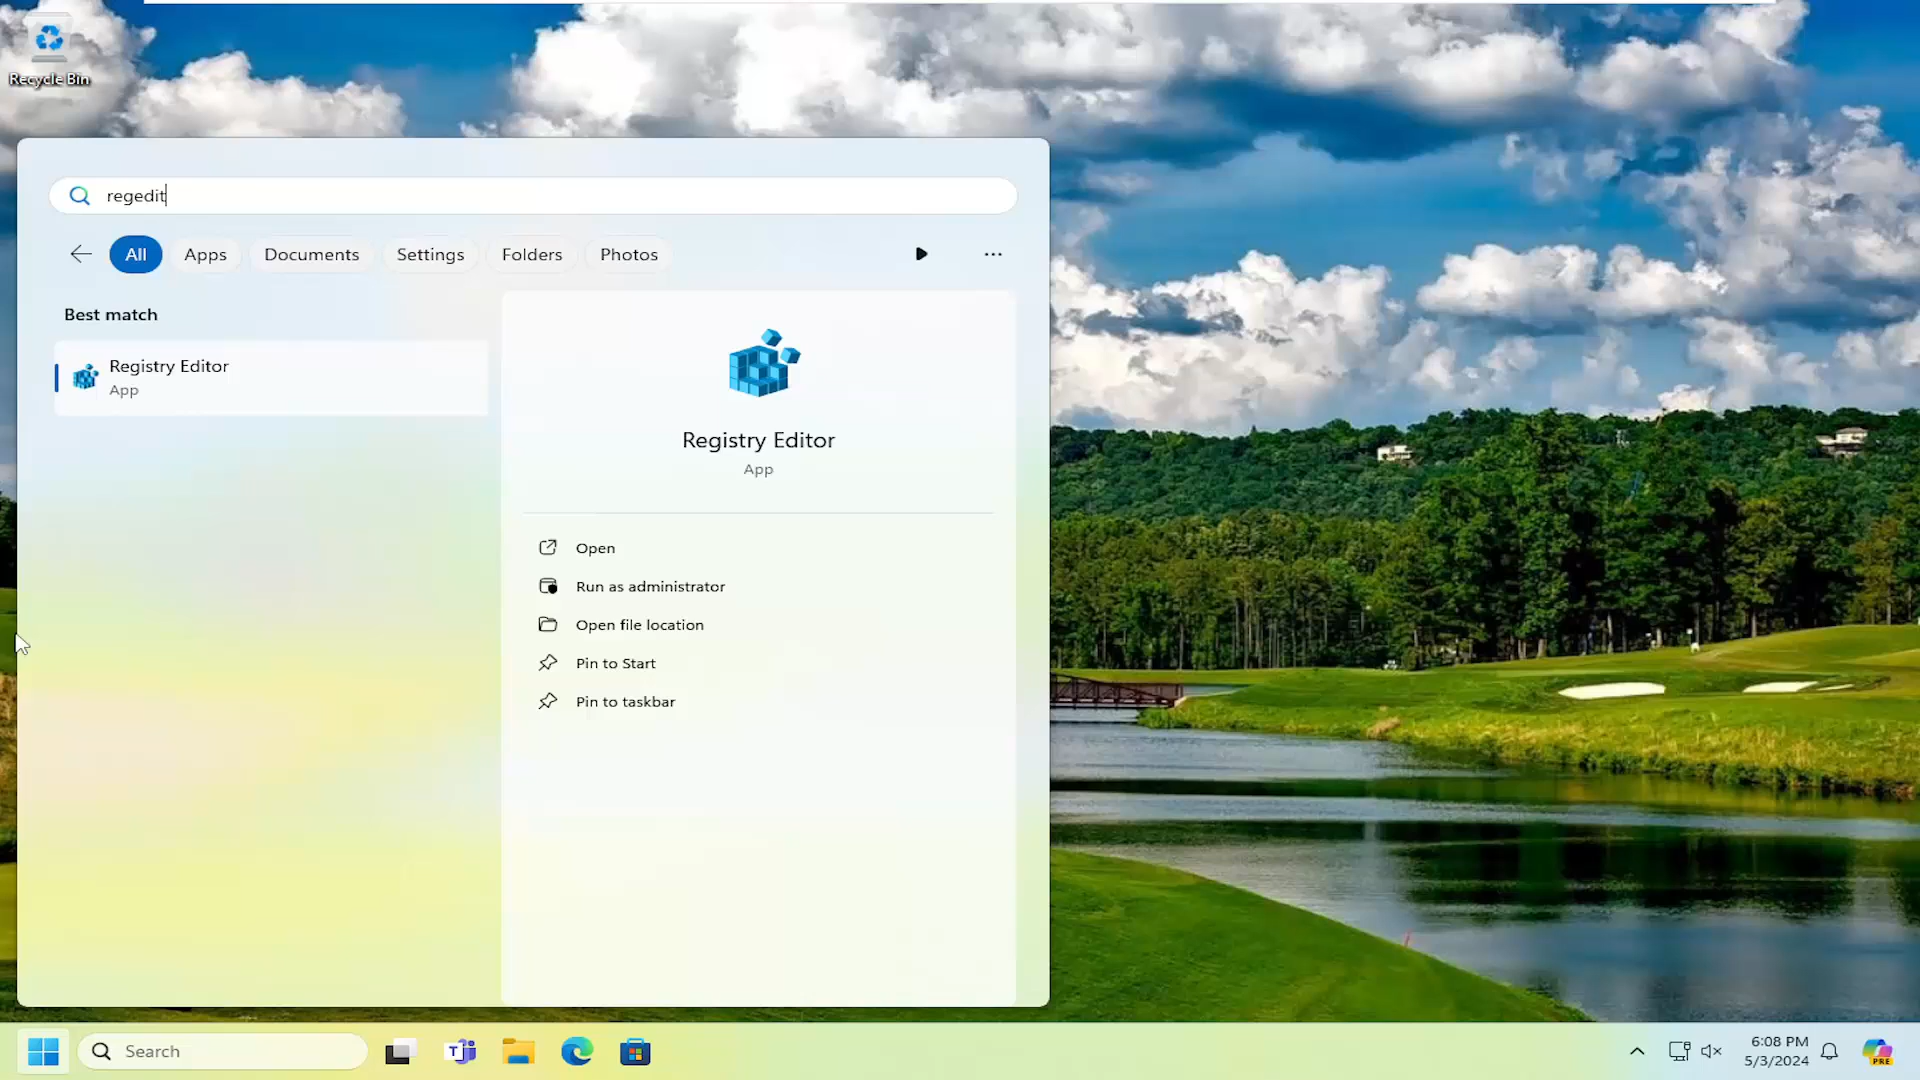 Recycle Bin
regedit
All
Apps
Documents
Settings
Folders
Photos
Best match
Registry Editor
App
Registry Editor
App
Open
Run as administrator
Open file location
Pin to Start
Pin to taskbar
Search
6:08 PM
5/3/2024
PRE